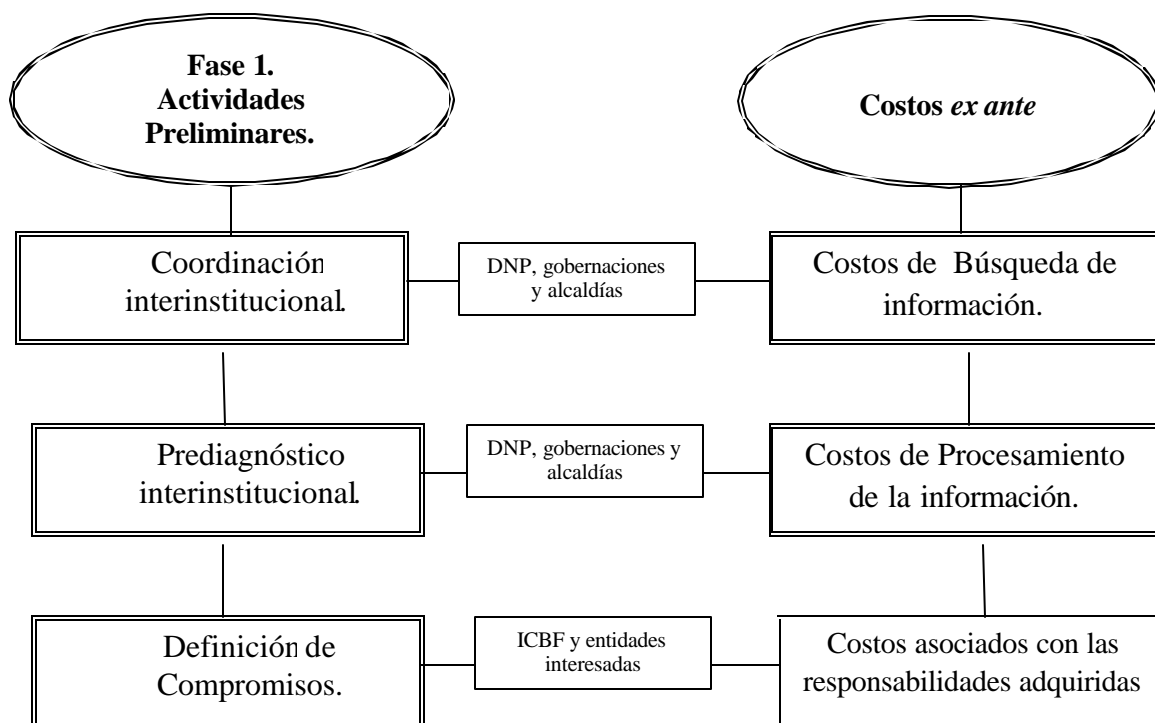 Fase 1.
Actividades
Preliminares.
Costos ex ante
Coordinación
interinstitucional.
DNP, gobernaciones
y alcaldías
Costos de Búsqueda de
información.
Prediagnóstico
interinstitucional.
DNP, gobernaciones y
alcaldías
Costos de Procesamiento
de la información.
Definición de
Compromisos.
ICBF y entidades
interesadas
Costos asociados con las
responsabilidades adquiridas